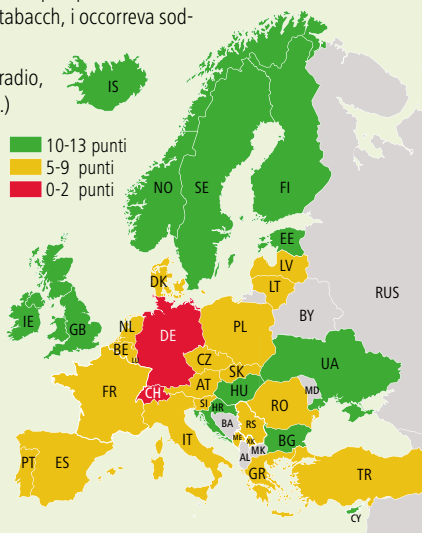 tabacch, i occorreva sod-
radio,
.)
10-13 punti
5-9 punti
0-2 punti
IS
NO
SE
FI
EE
LV
LT
DK
RUS
BY
IE
GB
NL
BE
LU
DE
PL
CZ
SK
UA
FR
CH
AT
HU
MD
SI
HR
RO
BA
RS
IT
ME
XK
BG
MK
AL
PT
ES
GR
TR
CY